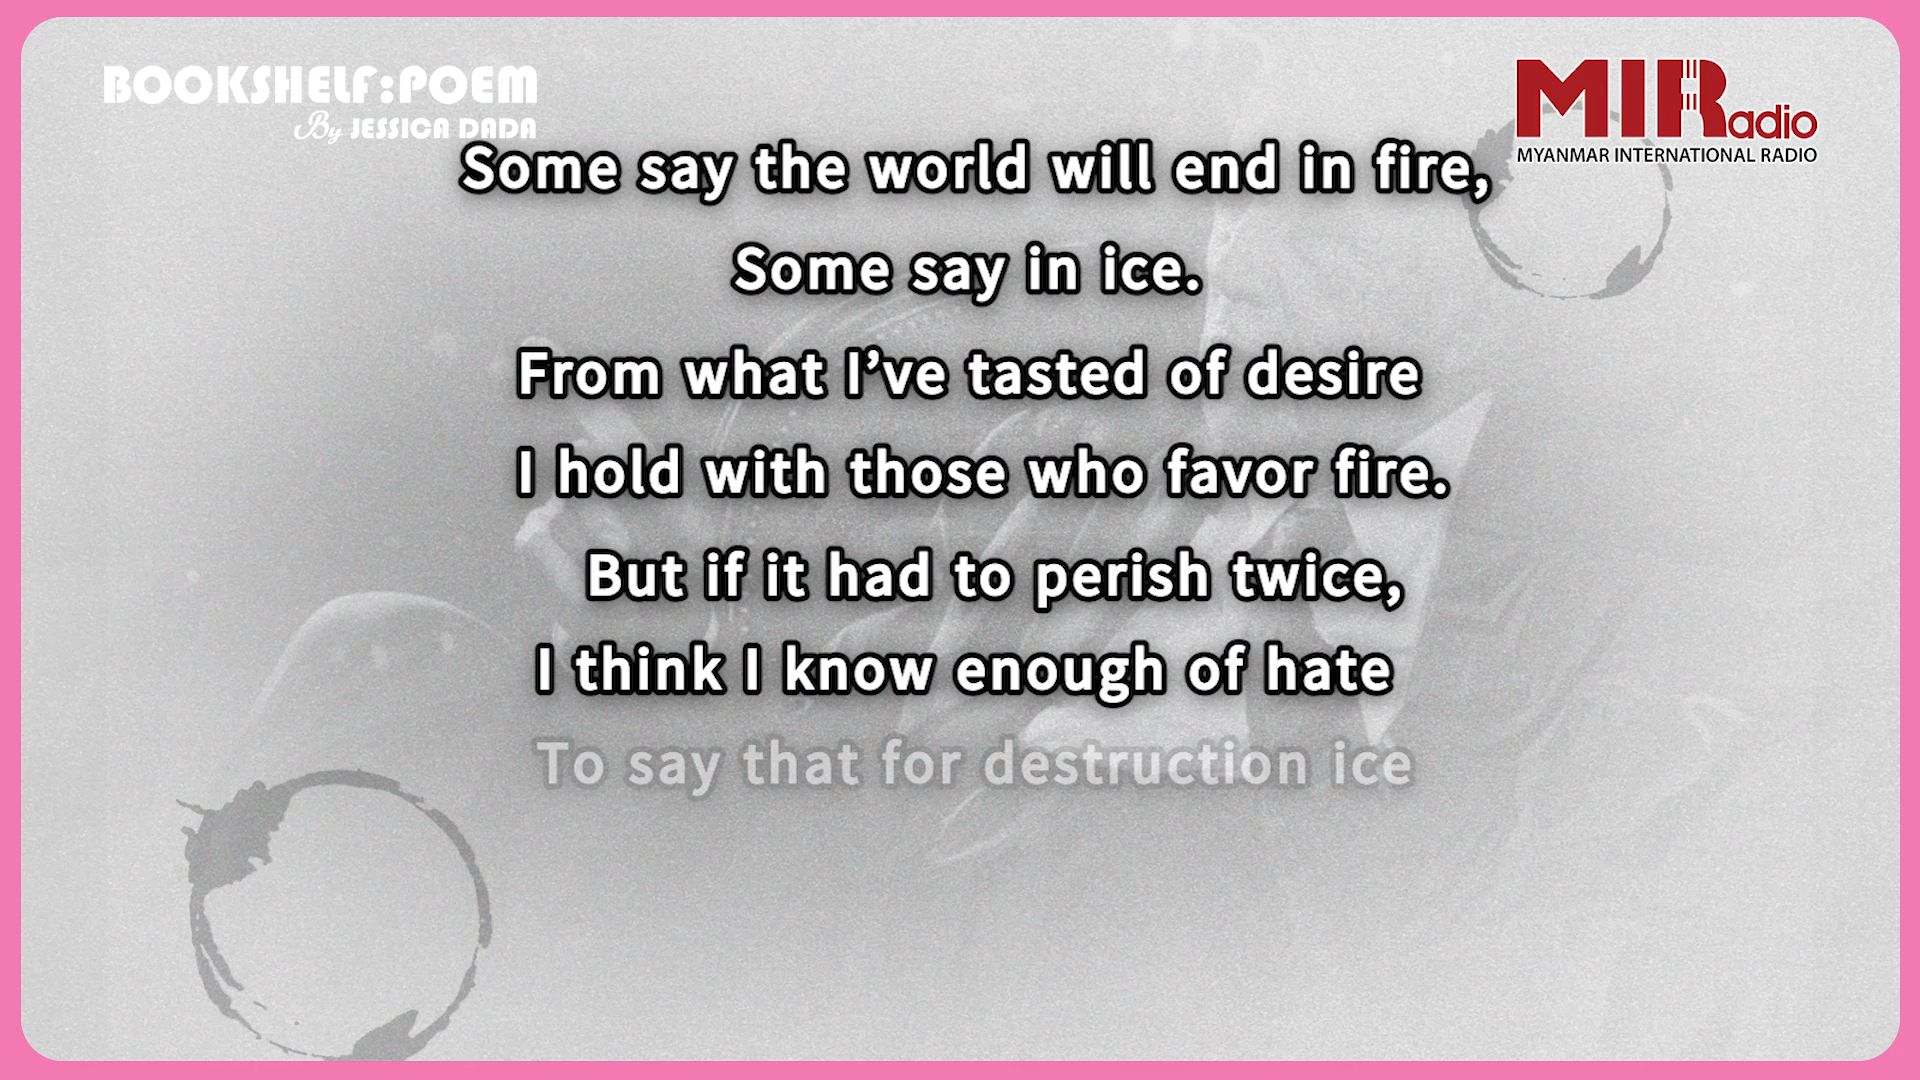 BOOKSHELF:POEM
By JESSICA DADA
MIRadio
MYANMAR INTERNATIONAL RADIO
Some say the world will end in fire,
Some say in ice.
From what I’ve tasted of desire
I hold with those who favor fire.
But if it had to perish twice,
I think I know enough of hate
To say that for destruction ice